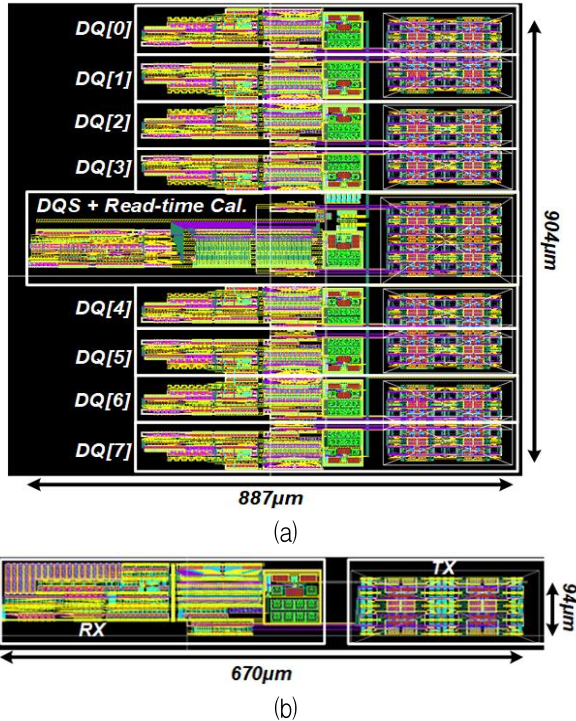 DQ[0]
DQ[1]
DQ[2]
DQ[3]
DQS + Read-time Cal.
DQ[4]
DQ[5]
DQ[6]
DQ[7]
904μm
887μm
(a)
TX
RX
94μm
670μm
(b)